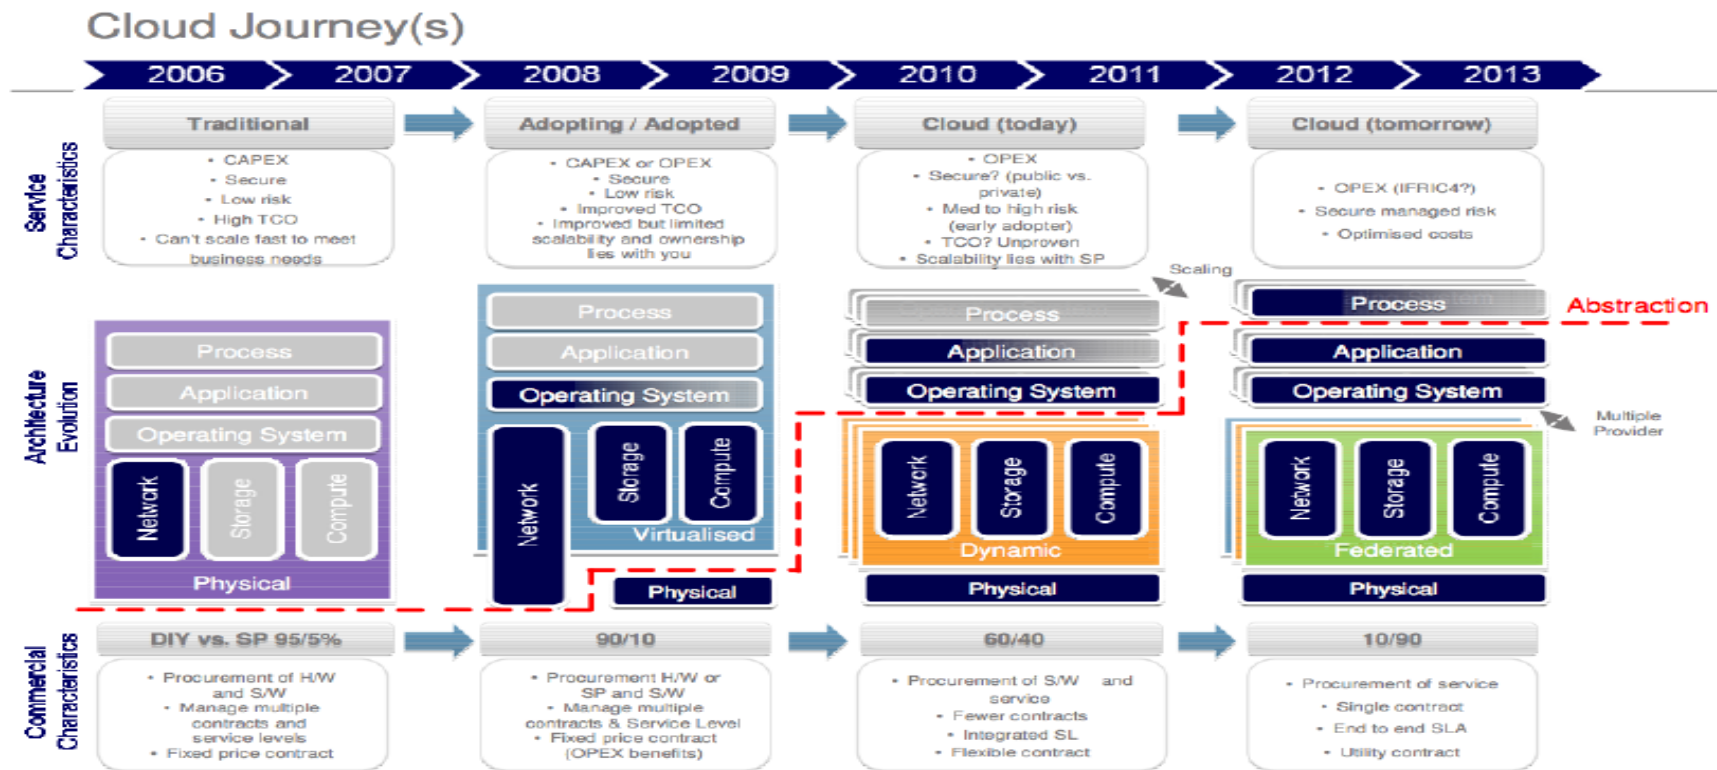 Cloud Journey(s)
2006 2007 2008 2009 2010 2011 2012 2013
Service
Characteristics
Traditional
• CAPEX
• Secure
• Low risk
• High TCO
• Can't scale fast to meet
business needs
Adopting / Adopted
• CAPEX or OPEX
• Secure
• Low risk
• Improved TCO
• Improved but limited
scalability and ownership
lies with you
Cloud (today)
• OPEX
• Secure? (public vs.
private)
• Med to high risk
(early adopter)
• TCO? Unproven
• Scalability lies with SP
Cloud (tomorrow)
• OPEX (IFRIC4?)
• Secure managed risk
• Optimised costs
Architecture
Evolution
Process
Application
Operating System
Network
Storage
Compute
Physical
Process
Application
Operating System
Network
Storage
Compute
Virtualised
Physical
Scaling
Process
Application
Operating System
Network
Storage
Compute
Dynamic
Physical
Process
Abstraction
Application
Operating System
Multiple
Provider
Network
Storage
Compute
Federated
Physical
Commercial
Characteristics
DIY vs. SP 95/5%
• Procurement of H/W
and S/W
• Manage multiple
contracts and
service levels
• Fixed price contract
90/10
• Procurement H/W or
SP and S/W
• Manage multiple
contracts & Service Level
• Fixed price contract
(OPEX benefits)
60/40
• Procurement of S/W and
service
• Fewer contracts
• Integrated SL
• Flexible contract
10/90
• Procurement of service
• Single contract
• End to end SLA
• Utility contract